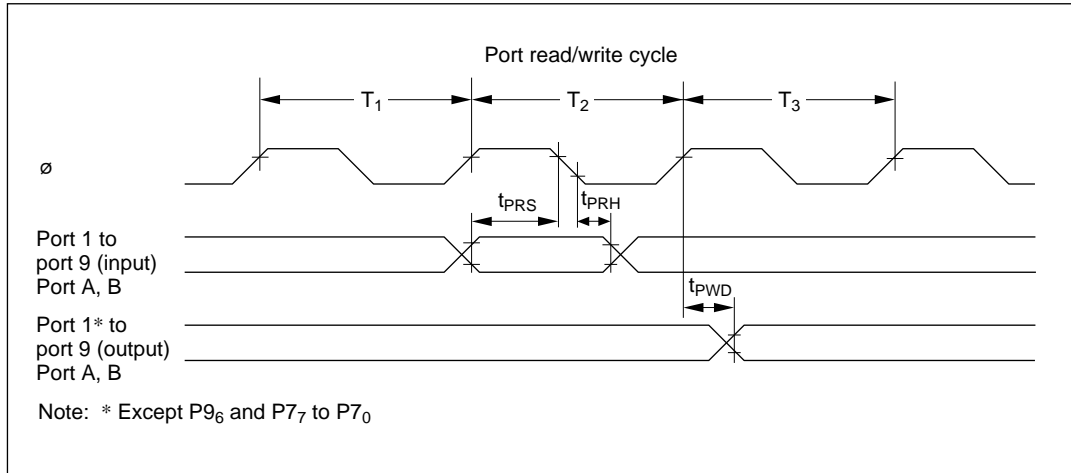 Port read/write cycle
T₁ T₂ T₃
ø
tPRS tPRH
Port 1 to
port 9 (input)
Port A, B
tPWD
Port 1* to
port 9 (output)
Port A, B
Note: * Except P9₆ and P7₇ to P7₀